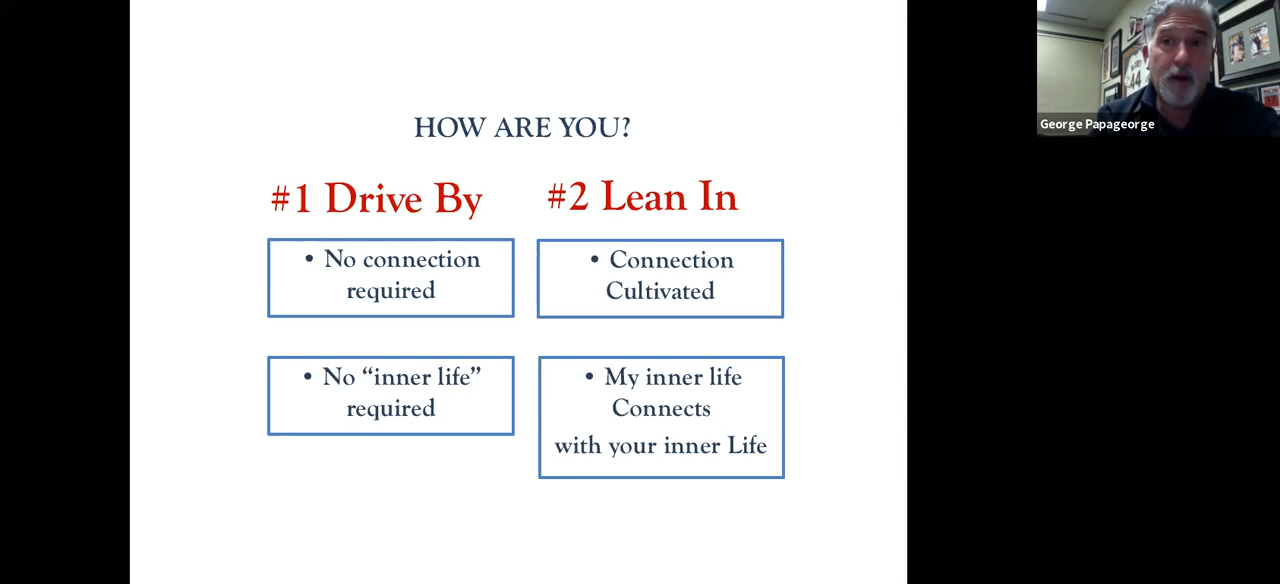 HOW ARE YOU?
#1 Drive By
• No connection
required
• No “inner life”
required
#2 Lean In
• Connection
Cultivated
• My inner life
Connects
with your inner Life
George Papageorge
44